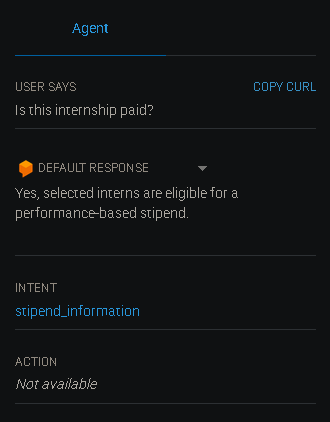 Agent
USER SAYS
COPY CURL
Is this internship paid?
DEFAULT RESPONSE
Yes, selected interns are eligible for a
performance-based stipend.
INTENT
stipend_information
ACTION
Not available